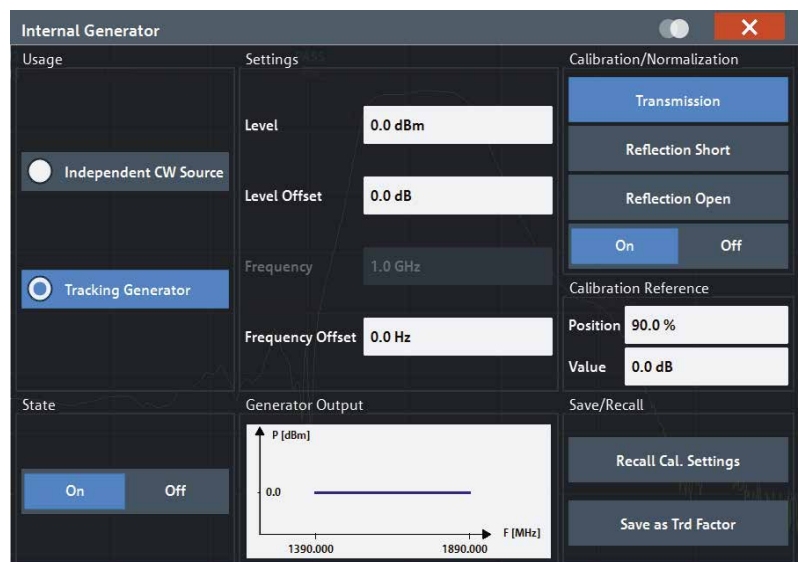 Internal Generator
Usage
Independent CW Source
Tracking Generator
State
On Off
Settings
Level 0.0 dBm
Level Offset 0.0 dB
Frequency 1.0 GHz
Frequency Offset 0.0 Hz
Generator Output
P [dBm]
0.0
F [MHz]
1390.000 1890.000
Calibration/Normalization
Transmission
Reflection Short
Reflection Open
On Off
Calibration Reference
Position 90.0 %
Value 0.0 dB
Save/Recall
Recall Cal. Settings
Save as Trd Factor